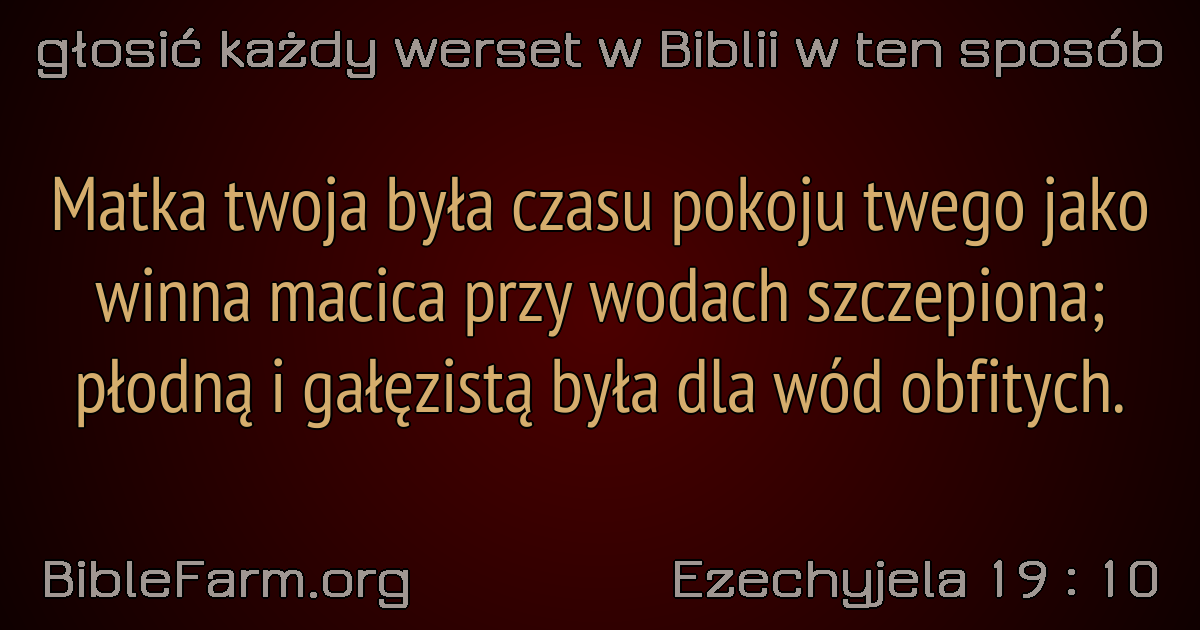 głosić każdy werset w Biblii w ten sposób
Matka twoja była czasu pokoju twego jako
winna macica przy wodach szczepiona;
płodną i gałęzistą była dla wód obfitych.
BibleFarm.org
Ezechyjela 19 : 10